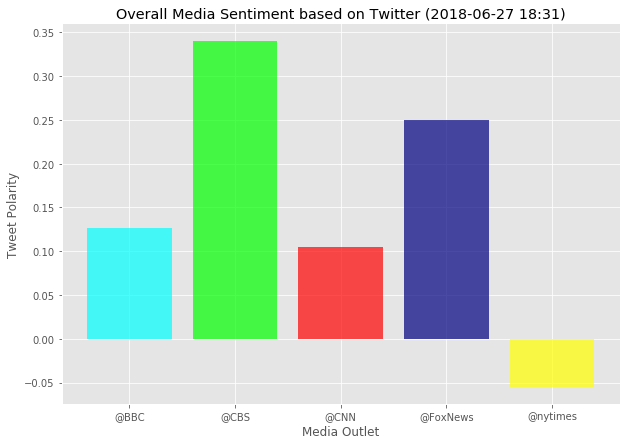 Overall Media Sentiment based on Twitter (2018-06-27 18:31)
0.35
0.30
0.25
0.20
0.15
0.10
0.05
0.00
−0.05
Tweet Polarity
@BBC @CBS @CNN @FoxNews @nytimes
Media Outlet